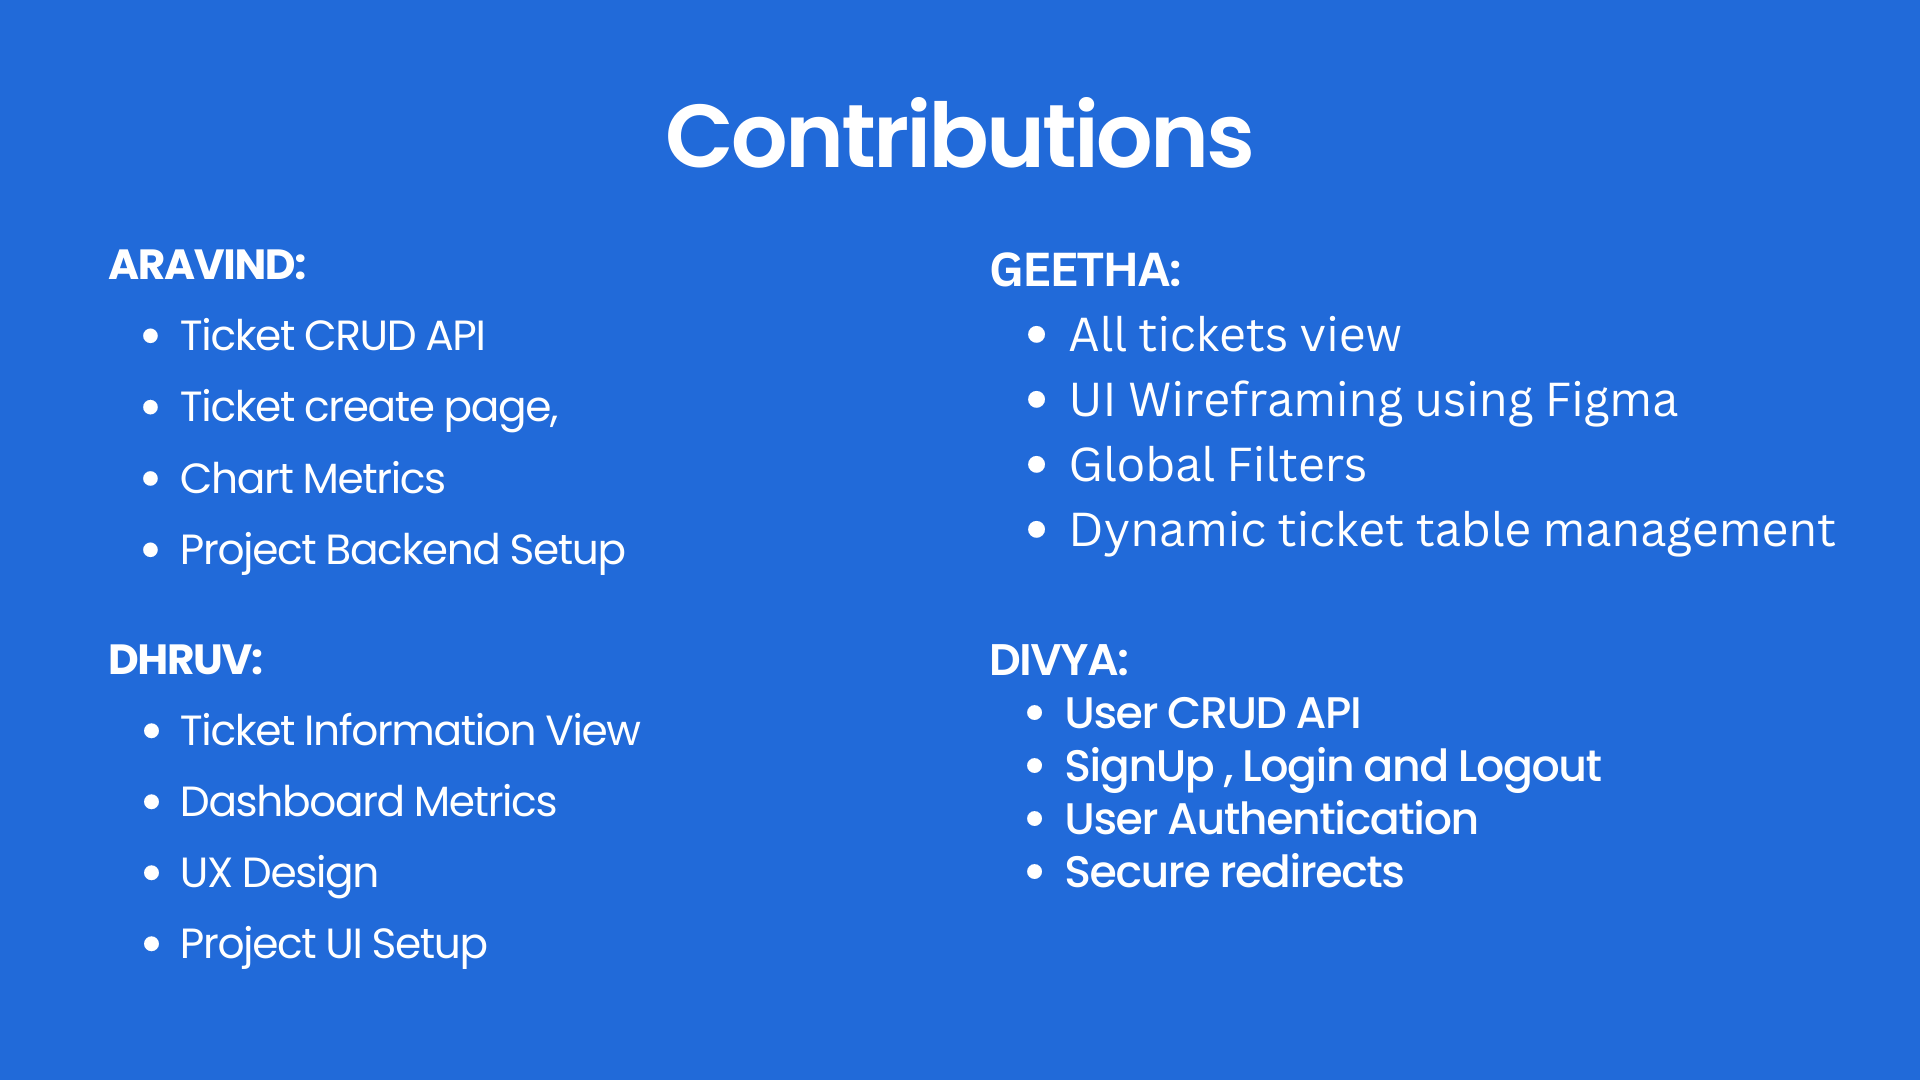 Contributions
ARAVIND:
• Ticket CRUD API
• Ticket create page,
• Chart Metrics
• Project Backend Setup
GEETHA:
• All tickets view
• UI Wireframing using Figma
• Global Filters
• Dynamic ticket table management
DHRUV:
• Ticket Information View
• Dashboard Metrics
• UX Design
• Project UI Setup
DIVYA:
• User CRUD API
• SignUp , Login and Logout
• User Authentication
• Secure redirects